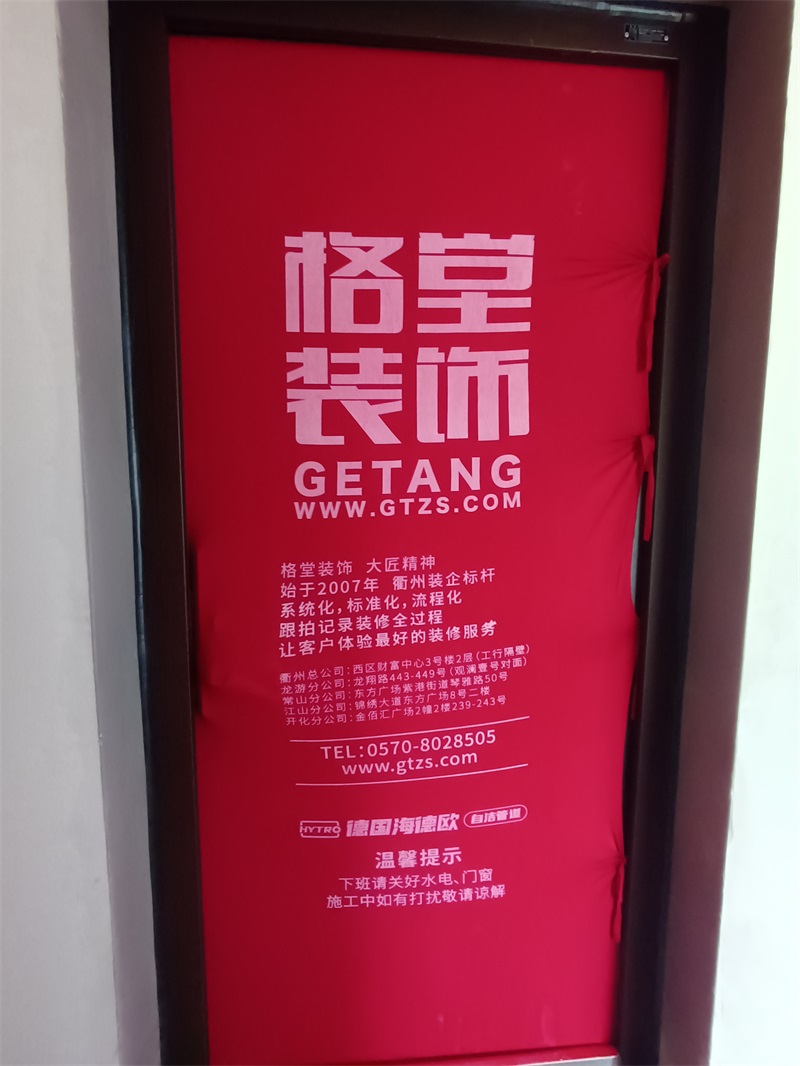 格堂
装饰
GETANG
WWW.GTZS.COM
格堂装饰 大匠精神
始于2007年 衢州装企标杆
系统化,标准化,流程化
跟拍记录装修全过程
让客户体验最好的装修服务
衢州总公司:西区财富中心3号楼2层(工行隔壁)
龙游分公司:龙翔路443-449号(观澜壹号对面)
常山分公司:东方广场紫港街道琴雅路50号
江山分公司:锦绣大道东方广场8号二楼
开化分公司:金佰汇广场2幢2楼239-243号
TEL:0570-8028505
www.gtzs.com
HYTRO 德国海德欧 自洁管道
温馨提示
下班请关好水电、门窗
施工中如有打扰敬请谅解